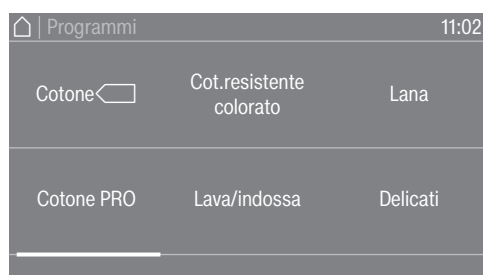 | Programmi 11:02
Cotone Cot.resistente Lana
colorato
Cotone PRO Lava/indossa Delicati